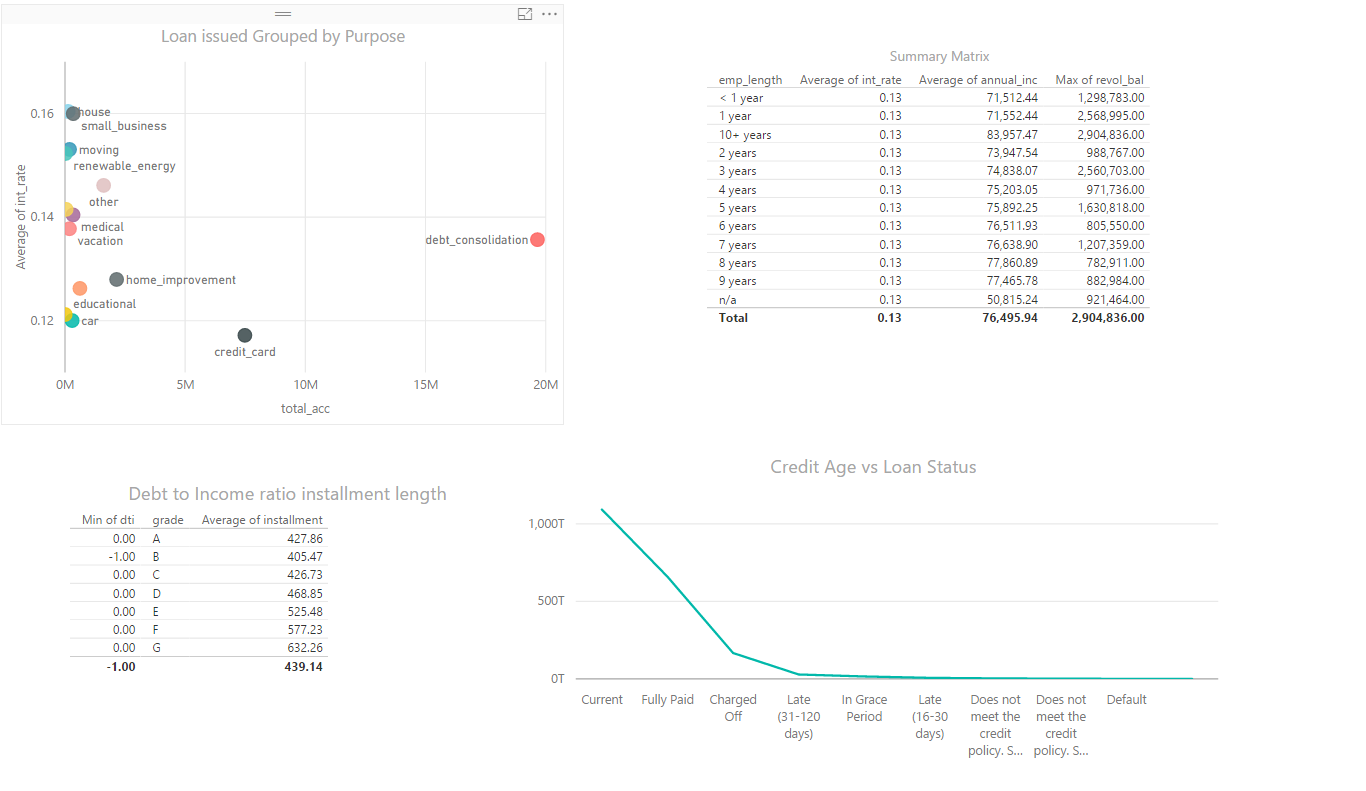 Loan issued Grouped by Purpose
Average of int_rate
0.16
0.14
0.12
house
small_business
moving
renewable_energy
other
medical
vacation
debt_consolidation
home_improvement
educational
car
credit_card
0M 5M 10M 15M 20M
total_acc
Summary Matrix
emp_length Average of int_rate Average of annual_inc Max of revol_bal
< 1 year 0.13 71,512.44 1,298,783.00
1 year 0.13 71,552.44 2,568,995.00
10+ years 0.13 83,957.47 2,904,836.00
2 years 0.13 73,947.54 988,767.00
3 years 0.13 74,838.07 2,560,703.00
4 years 0.13 75,203.05 971,736.00
5 years 0.13 75,892.25 1,630,818.00
6 years 0.13 76,511.93 805,550.00
7 years 0.13 76,638.90 1,207,359.00
8 years 0.13 77,860.89 782,911.00
9 years 0.13 77,465.78 882,984.00
n/a 0.13 50,815.24 921,464.00
Total 0.13 76,495.94 2,904,836.00
Debt to Income ratio installment length
Min of dti grade Average of installment
0.00 A 427.86
-1.00 B 405.47
0.00 C 426.73
0.00 D 468.85
0.00 E 525.48
0.00 F 577.23
0.00 G 632.26
-1.00 439.14
Credit Age vs Loan Status
1,000T
500T
0T
Current Fully Paid Charged Late In Grace Late Does not Does not Default
Off (31-120 Period (16-30 meet the meet the
days) days) credit credit
policy. S... policy. S...